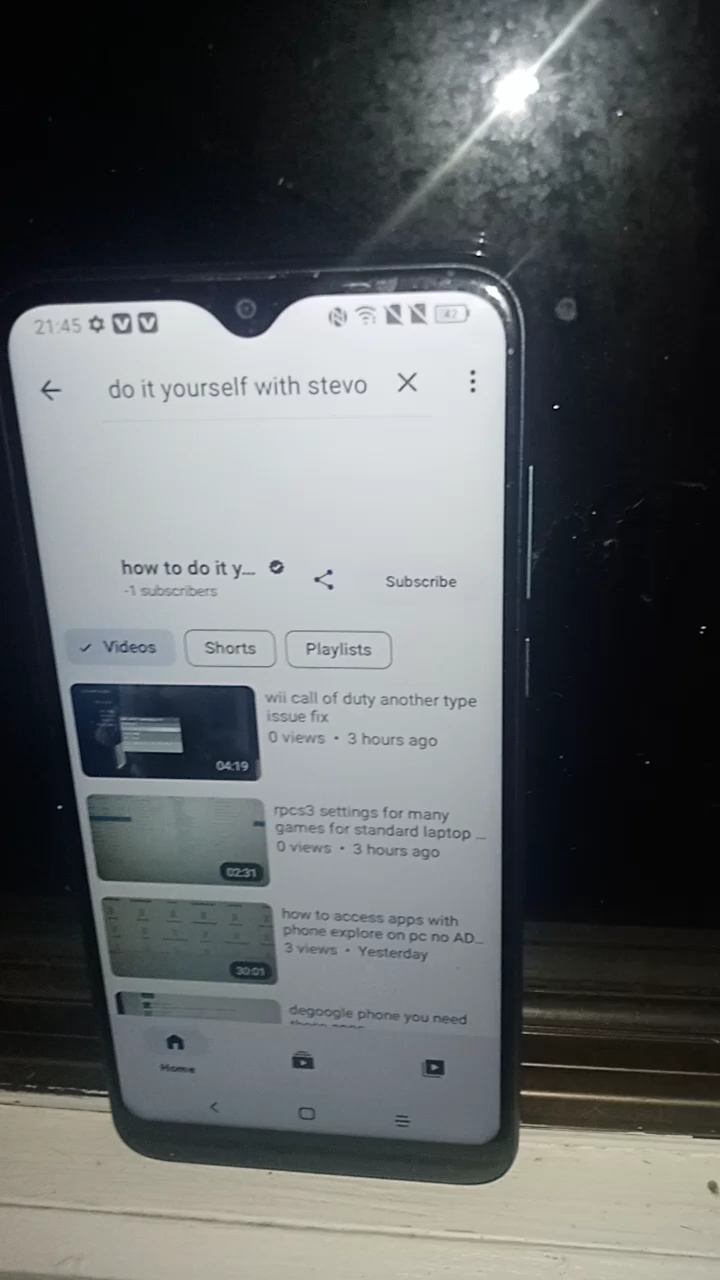 21:45
42
do it yourself with stevo
how to do it y...
-1 subscribers
Subscribe
Videos
Shorts
Playlists
wii call of duty another type
issue fix
0 views • 3 hours ago
04:19
rpcs3 settings for many
games for standard laptop ...
0 views • 3 hours ago
02:31
how to access apps with
phone explore on pc no AD...
3 views • Yesterday
30:01
degoogle phone you need
Home